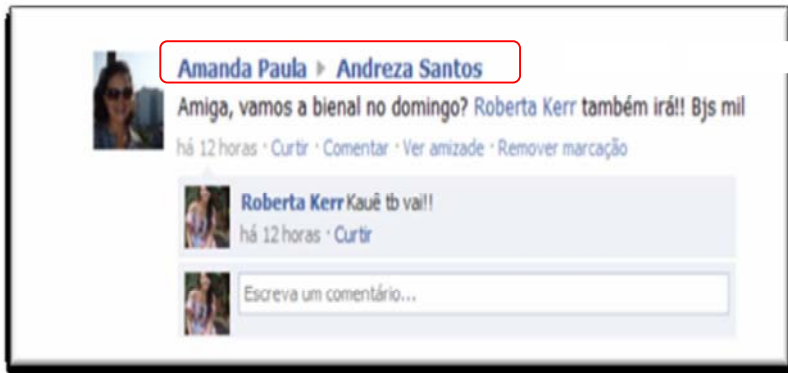 Amanda Paula ▸ Andreza Santos
Amiga, vamos a bienal no domingo? Roberta Kerr também irá!! Bjs mil
há 12 horas · Curtir · Comentar · Ver amizade · Remover marcação
Roberta Kerr Kauê tb vai!!
há 12 horas · Curtir
Escreva um comentário...